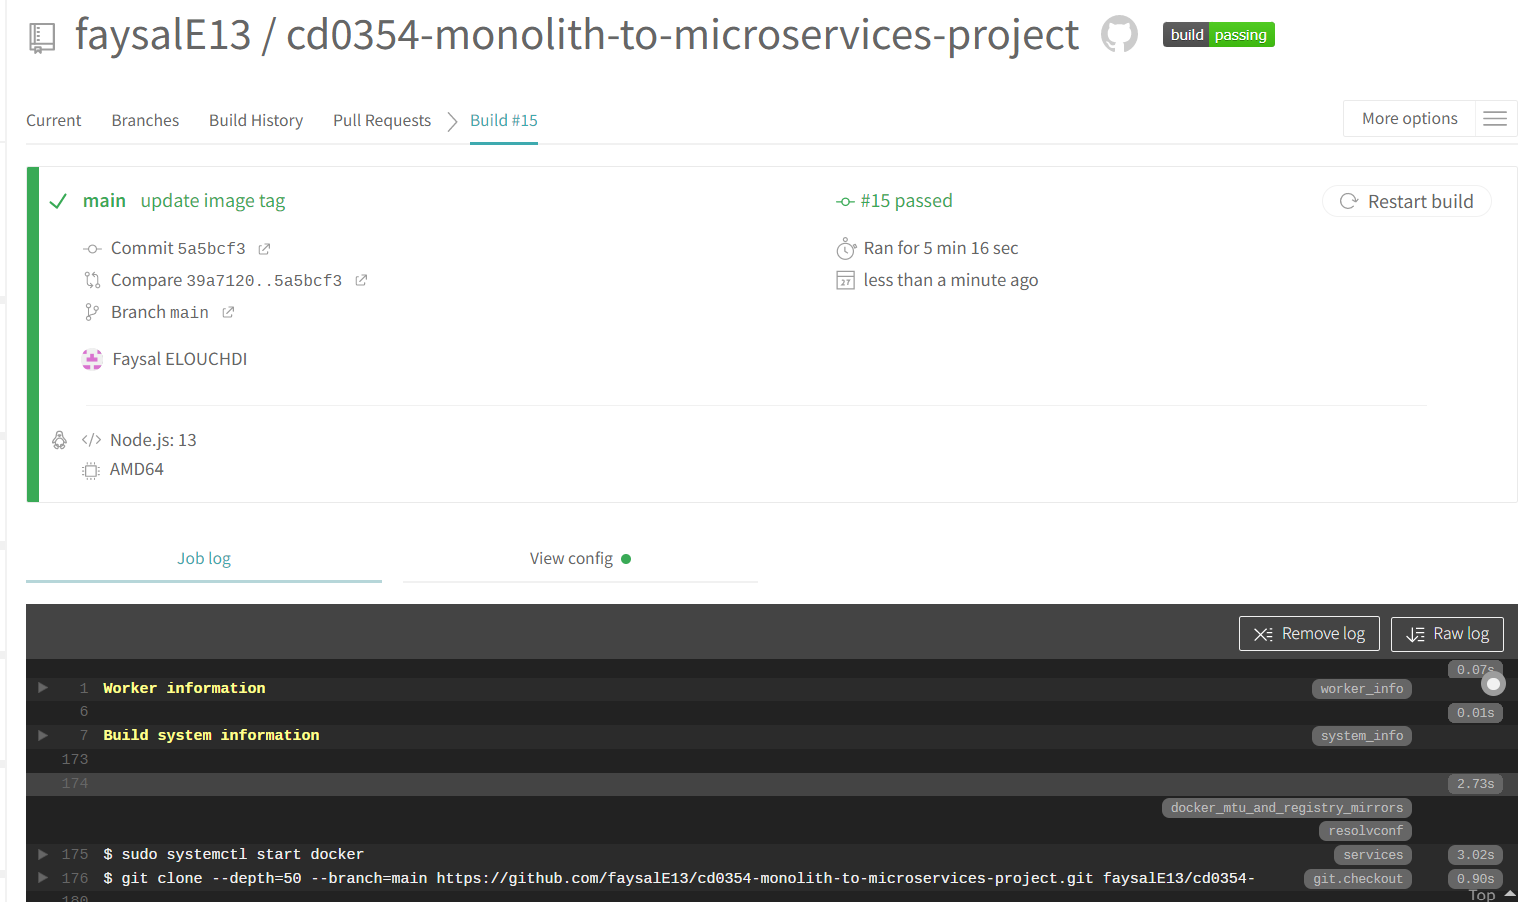 faysalE13 / cd0354-monolith-to-microservices-project build passing
Current Branches Build History Pull Requests Build #15 More options
main update image tag #15 passed Restart build
Commit 5a5bcf3 Ran for 5 min 16 sec
Compare 39a7120..5a5bcf3 27 less than a minute ago
Branch main
Faysal ELOUCHDI
</> Node.js: 13
AMD64
Job log View config
Remove log Raw log
0.07s
1 Worker information worker_info
6 0.01s
7 Build system information system_info
173
174 2.73s
docker_mtu_and_registry_mirrors
resolvconf
175 $ sudo systemctl start docker services 3.02s
176 $ git clone --depth=50 --branch=main https://github.com/faysalE13/cd0354-monolith-to-microservices-project.git faysalE13/cd0354- git.checkout 0.90s
180 Top